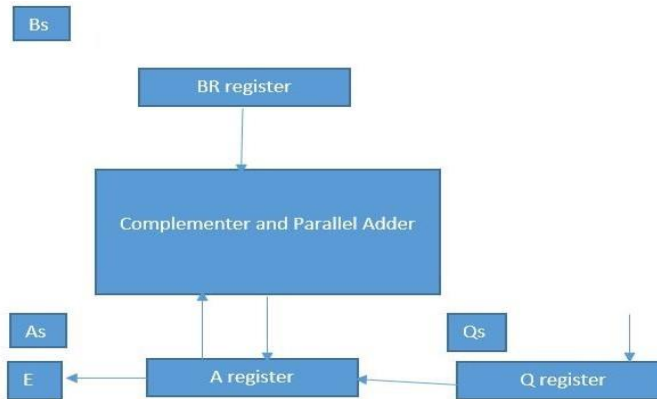 Bs
BR register
Complementer and Parallel Adder
As
Qs
E
A register
Q register